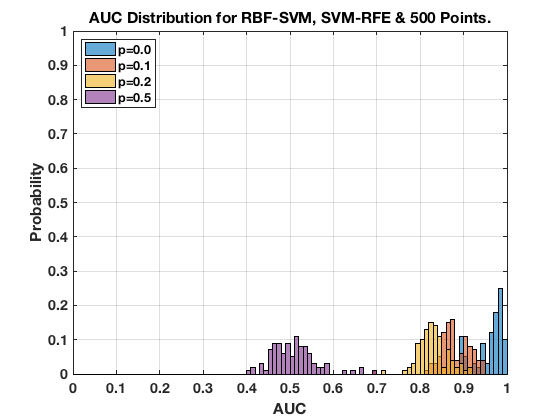 AUC Distribution for RBF-SVM, SVM-RFE & 500 Points.
p=0.0
p=0.1
p=0.2
p=0.5
1
0.9
0.8
0.7
0.6
0.5
0.4
0.3
0.2
0.1
0
Probability
0 0.1 0.2 0.3 0.4 0.5 0.6 0.7 0.8 0.9 1
AUC